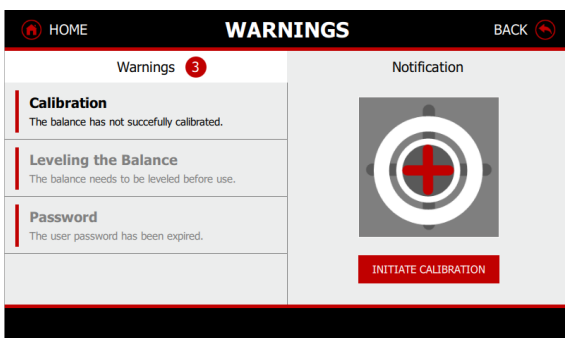 HOME
WARNINGS
BACK
Warnings 3
Notification
Calibration
The balance has not succefully calibrated.
Leveling the Balance
The balance needs to be leveled before use.
Password
The user password has been expired.
INITIATE CALIBRATION